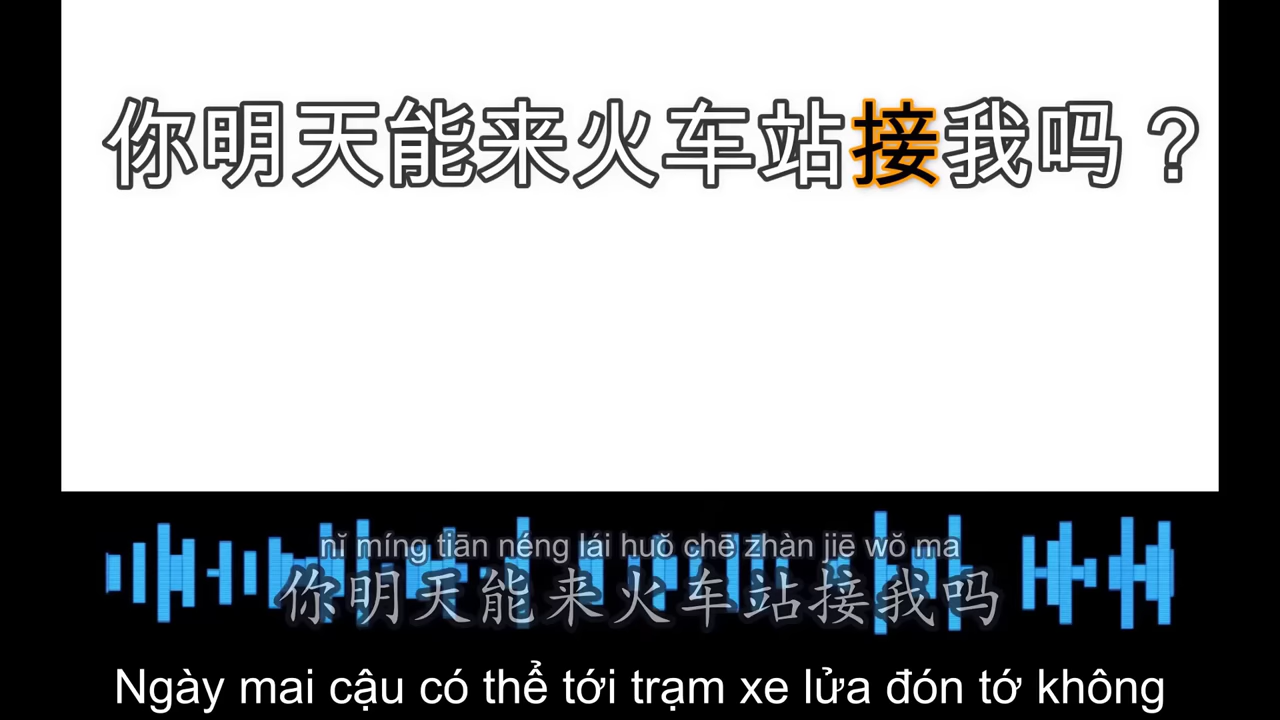 你明天能来火车站接我吗？
nǐ míng tiān néng lái huǒ chē zhàn jiē wǒ ma
你明天能来火车站接我吗
Ngày mai cậu có thể tới trạm xe lửa đón tớ không